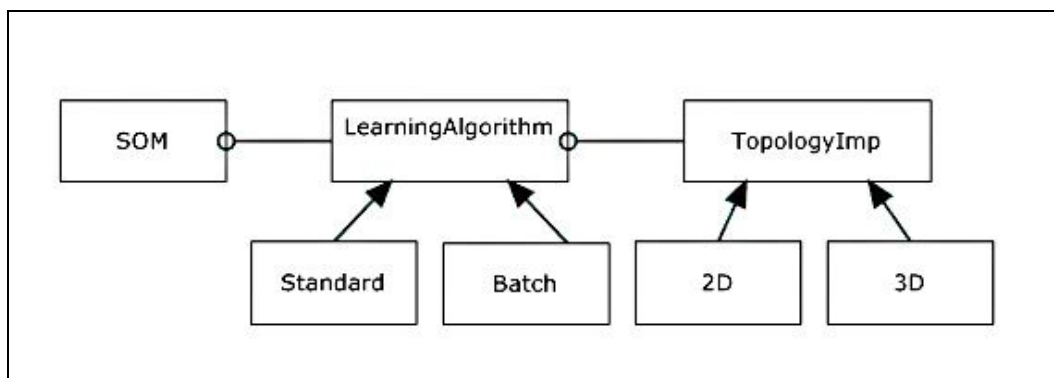 SOM
LearningAlgorithm
TopologyImp
Standard
Batch
2D
3D